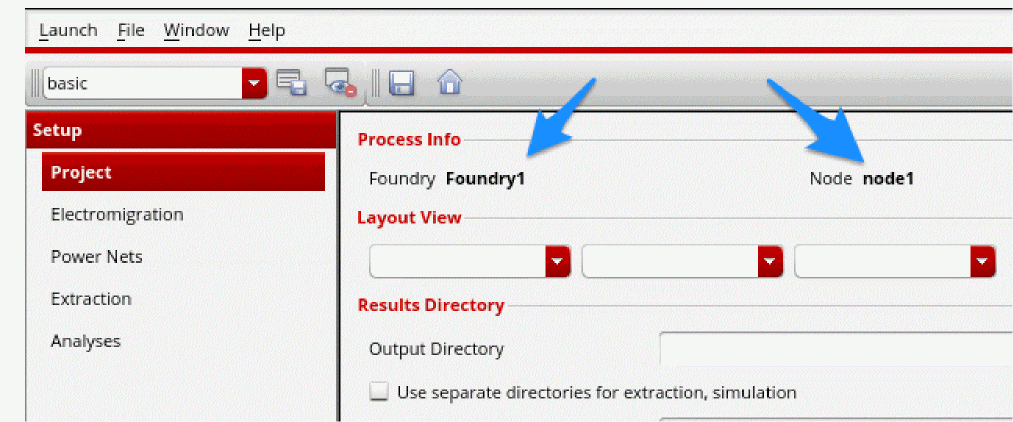 Launch File Window Help
basic
Setup
Project
Electromigration
Power Nets
Extraction
Analyses
Process Info
Foundry Foundry1 Node node1
Layout View
Results Directory
Output Directory
Use separate directories for extraction, simulation